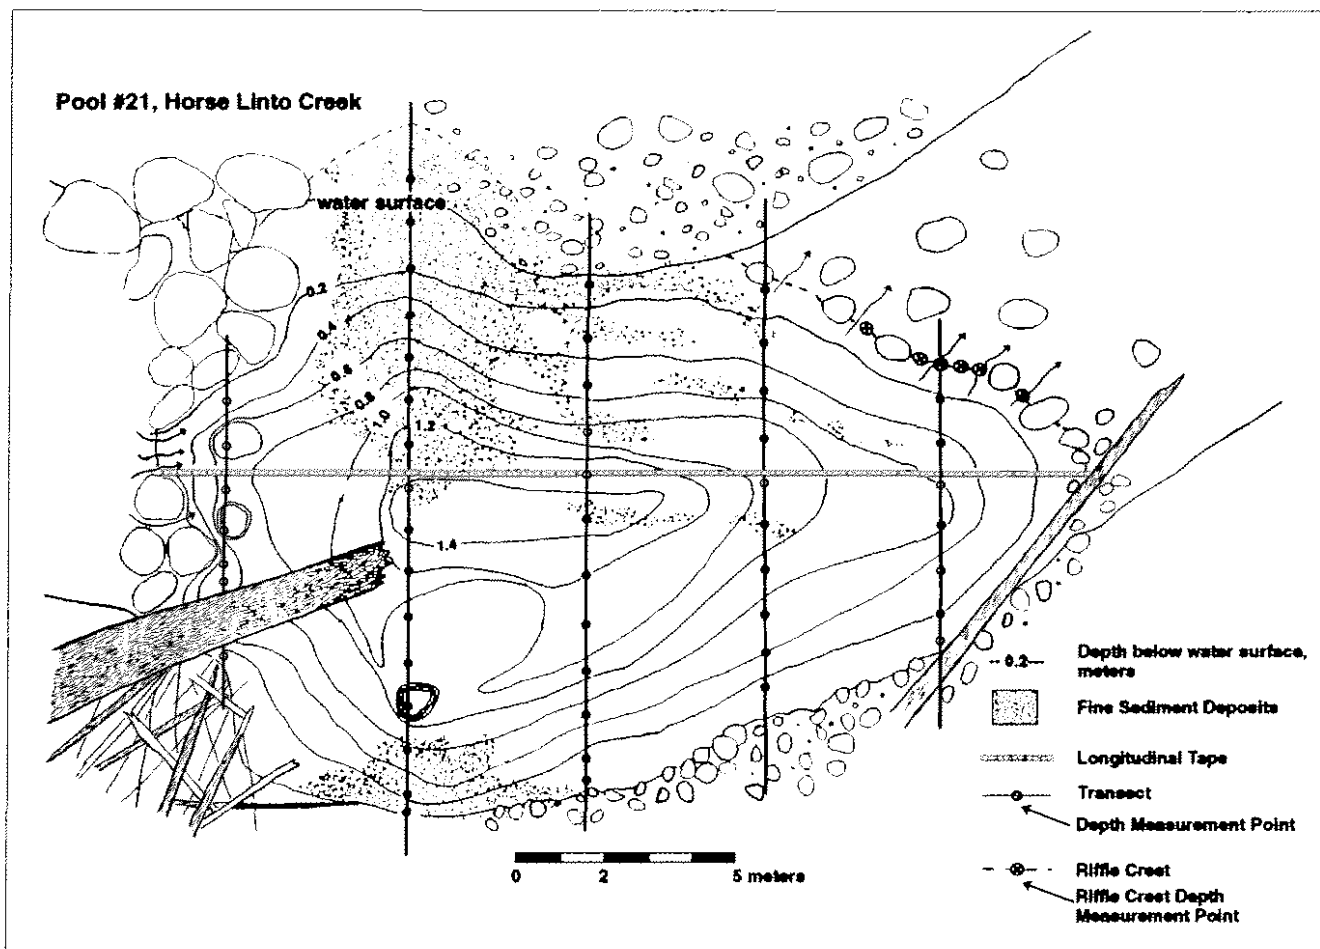 Pool #21, Horse Linto Creek
water surface
0.2
0.4
0.6
0.8
1.0
1.2
1.4
--0.2— Depth below water surface,
meters
Fine Sediment Deposits
Longitudinal Tape
Transect
Depth Measurement Point
Riffle Crest
Riffle Crest Depth
Measurement Point
0 2 5 meters